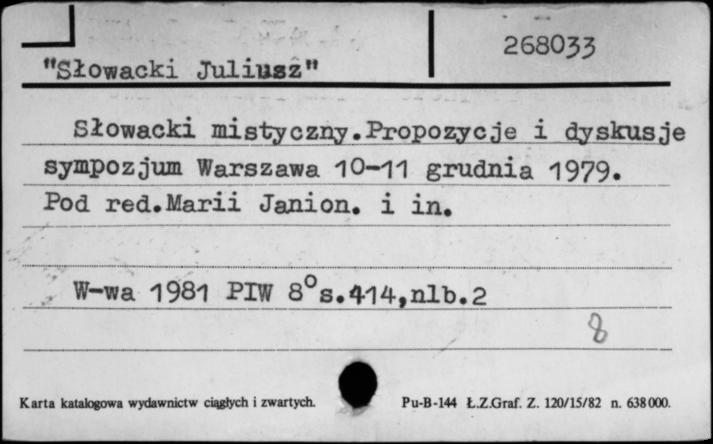 268033
"Słowacki Juliusz"
Słowacki mistyczny.Propozycje i dyskusje
sympozjum Warszawa 10-11 grudnia 1979.
Pod red.Marii Janion. i in.
W-wa 1981 PIW 8°s.414,nlb.2
8
Karta katalogowa wydawnictw ciągłych i zwartych. Pu-B-144 Ł.Z.Graf. Z. 120/15/82 n. 638000.